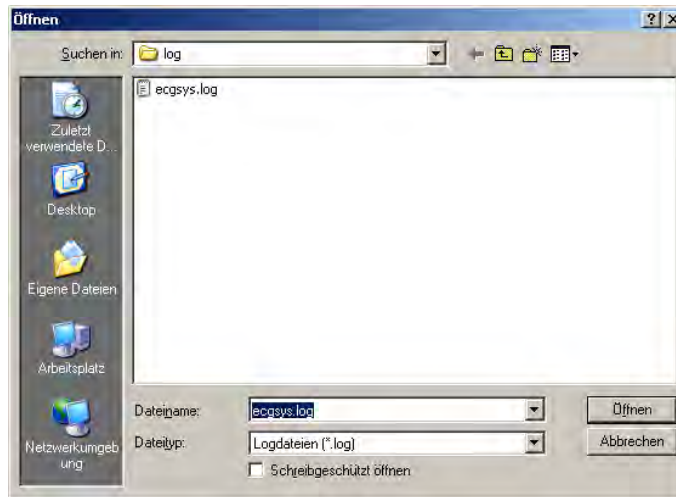 Öffnen
Suchen in:
log
ecgsys.log
Zuletzt
verwendete D...
Desktop
Eigene Dateien
Arbeitsplatz
Netzwerkumgeb
ung
Dateiname:
ecgsys.log
Öffnen
Dateityp:
Logdateien (*.log)
Abbrechen
Schreibgeschützt öffnen